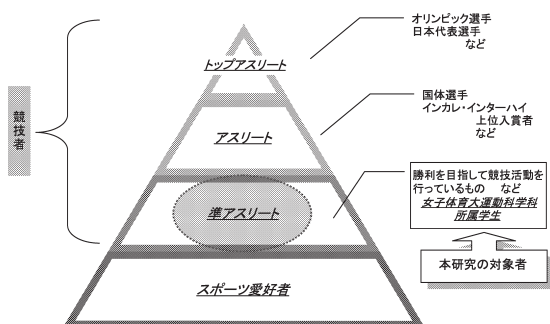 オリンピック選手
日本代表選手
など
トップアスリート
国体選手
インカレ・インターハイ
上位入賞者
など
競技者
アスリート
勝利を目指して競技活動を
行っているもの など
女子体育大運動科学科
所属学生
準アスリート
本研究の対象者
スポーツ愛好者